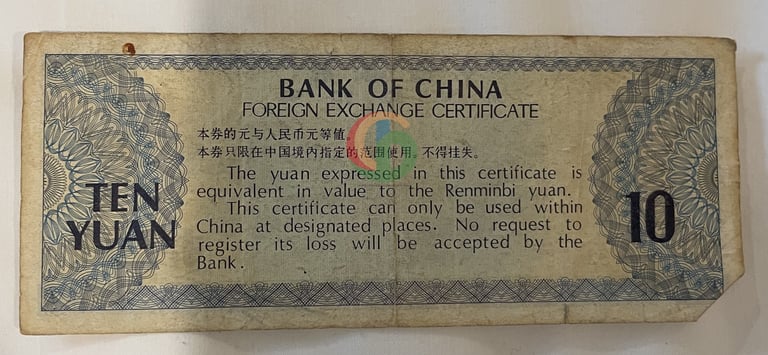 BANK OF CHINA
FOREIGN EXCHANGE CERTIFICATE
本券的元与人民币元等值。
本券只限在中国境内指定的范围使用。不得挂失。
The yuan expressed in this certificate is
equivalent in value to the Renminbi yuan.
This certificate can only be used within
China at designated places. No request to
register its loss will be accepted by the
Bank.
TEN
YUAN
10